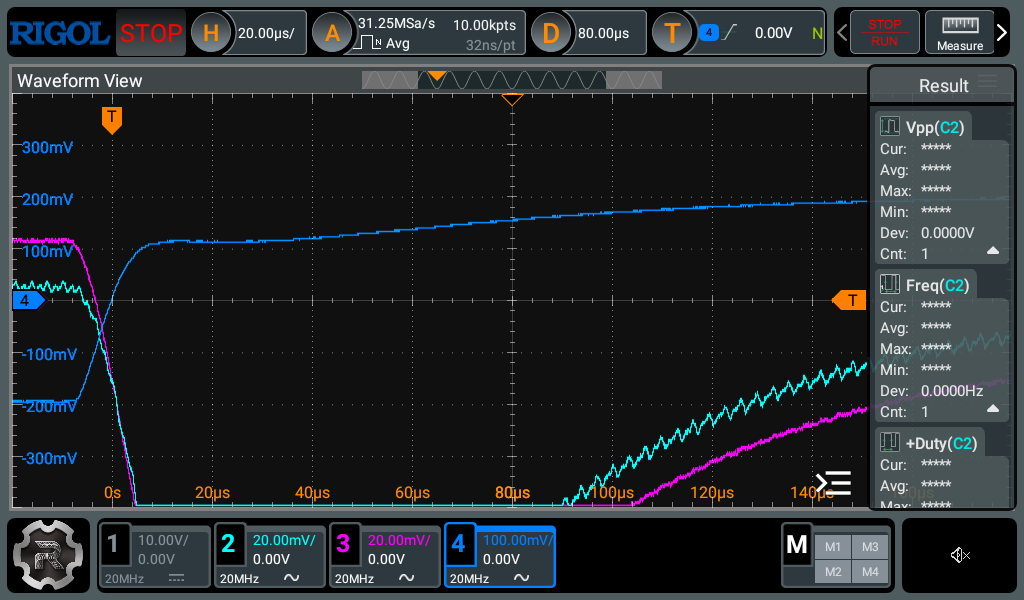 RIGOL STOP H 20.00µs/ A 31.25MSa/s 10.00kpts D 80.00µs T 4 0.00V N STOP Measure
N Avg 32ns/pt RUN
Waveform View
Result
T
300mV
200mV
100mV
4
T
-100mV
-200mV
-300mV
0s 20µs 40µs 60µs 80µs 100µs 120µs 140µs
Vpp(C2)
Cur: *****
Avg: *****
Max: *****
Min: *****
Dev: 0.0000V
Cnt: 1
Freq(C2)
Cur: *****
Avg: *****
Max: *****
Min: *****
Dev: 0.0000Hz
Cnt: 1
+Duty(C2)
Cur: *****
Avg: *****
Max: *****
1 10.00V/ 2 20.00mV/ 3 20.00mV/ 4 100.00mV/ M M1 M3
0.00V 0.00V 0.00V 0.00V
20MHz 20MHz 20MHz 20MHz M2 M4
R